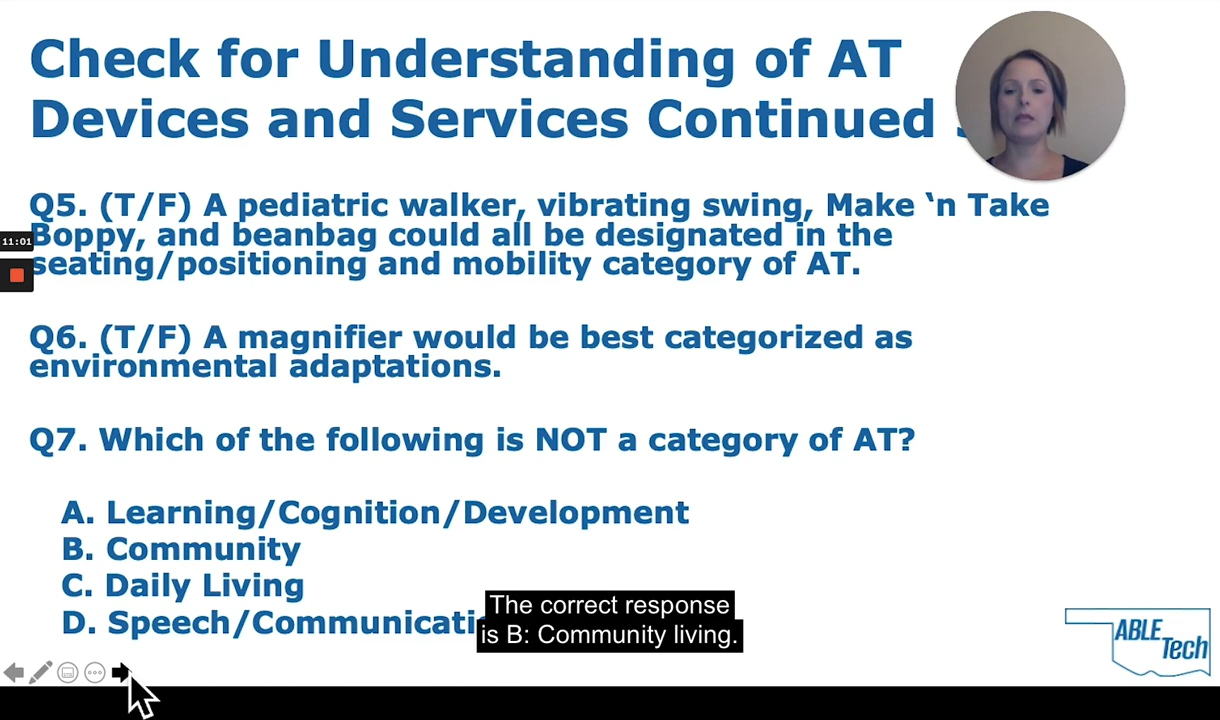 Check for Understanding of AT
Devices and Services Continued
Q5. (T/F) A pediatric walker, vibrating swing, Make ‘n Take
11:01
Boppy, and beanbag could all be designated in the
seating/positioning and mobility category of AT.
Q6. (T/F) A magnifier would be best categorized as
environmental adaptations.
Q7. Which of the following is NOT a category of AT?
A. Learning/Cognition/Development
B. Community
C. Daily Living
D. Speech/Communicati
The correct response
is B: Community living.
ABLE
Tech